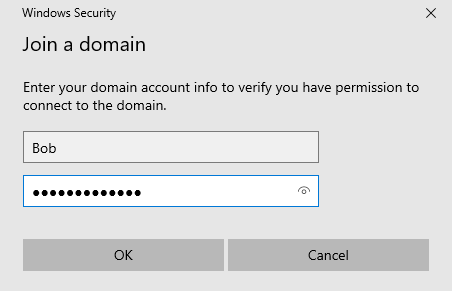 Windows Security
Join a domain
Enter your domain account info to verify you have permission to
connect to the domain.
Bob
●●●●●●●●●●●●●
OK
Cancel